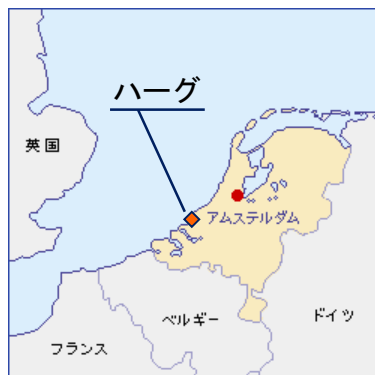 ハーグ
英国
アムステルダム
ベルギー
ドイツ
フランス